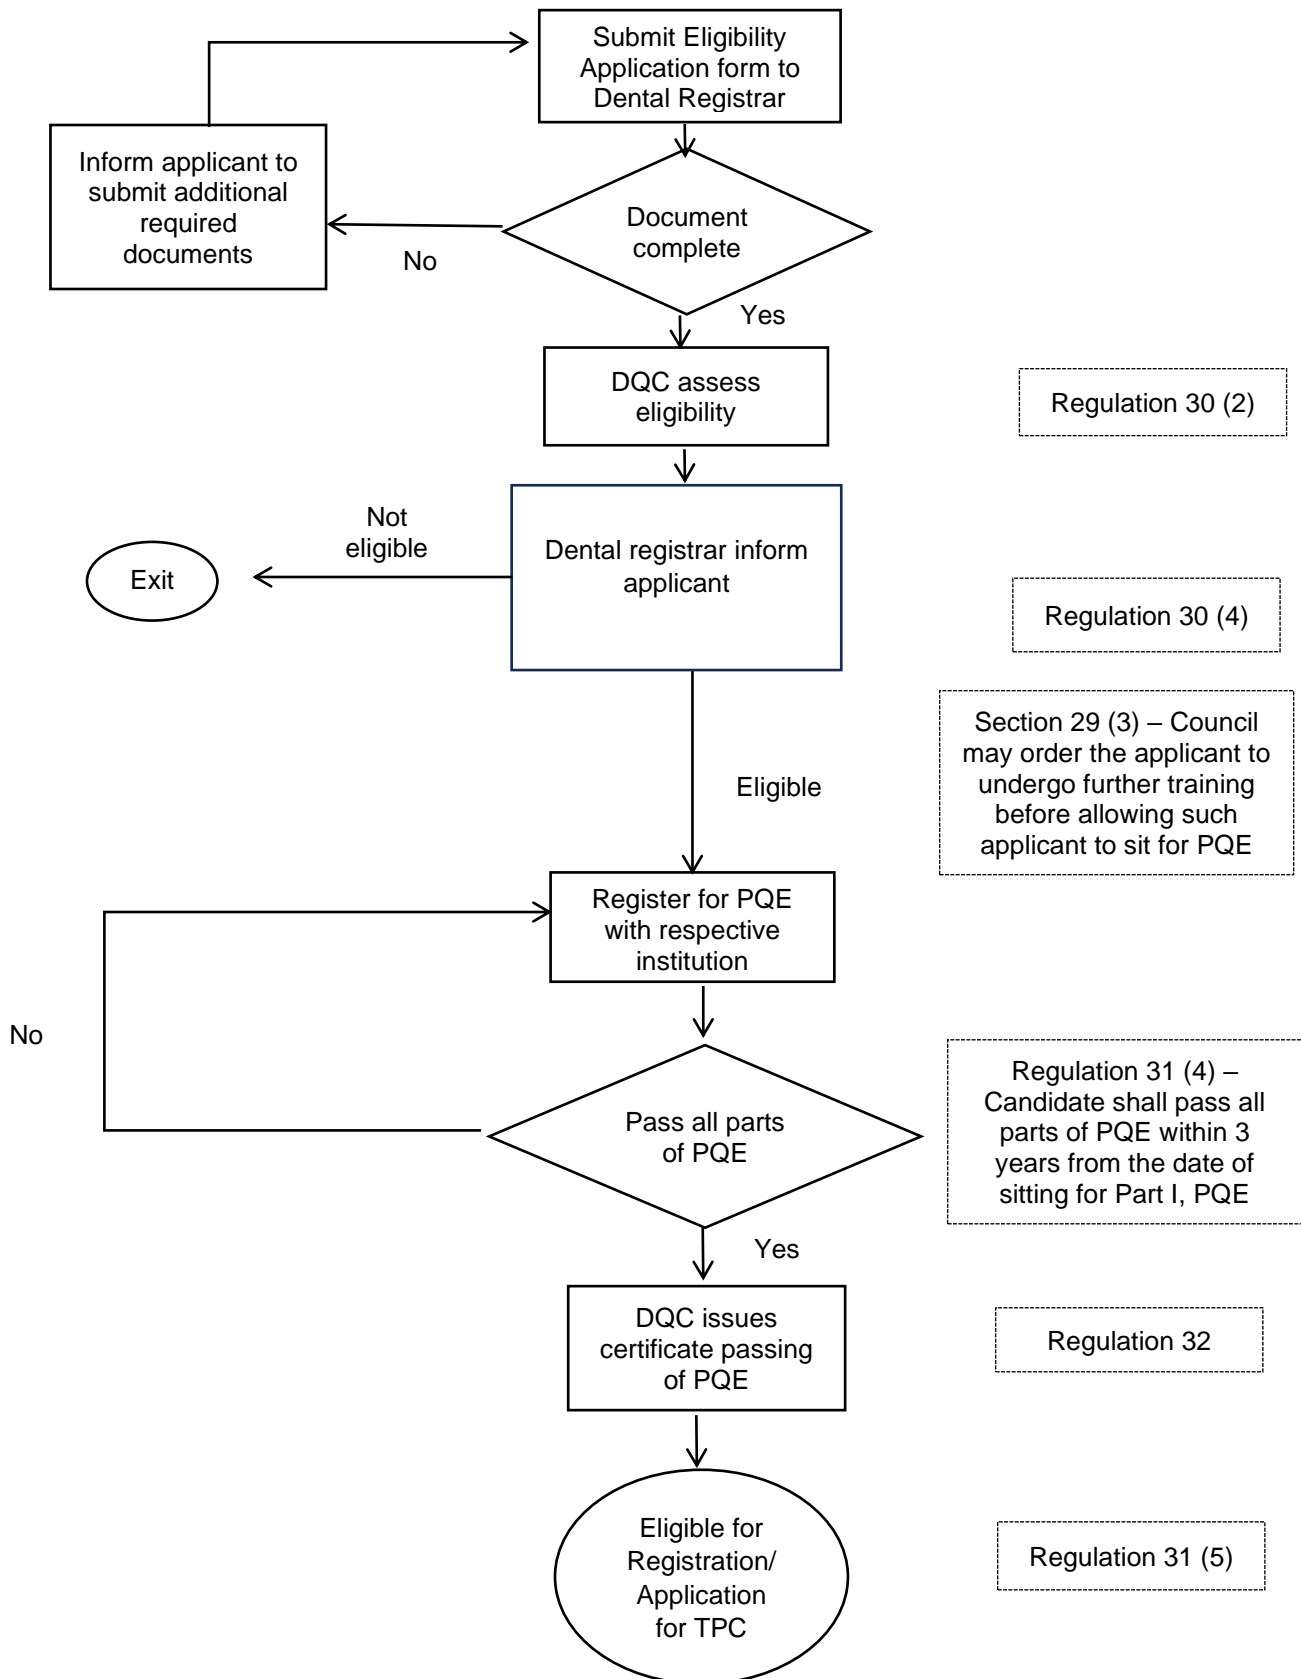 Submit Eligibility
Application form to
Dental Registrar
Inform applicant to
submit additional
required
documents
Document
complete
No
Yes
DQC assess
eligibility
Regulation 30 (2)
Not
eligible
Dental registrar inform
applicant
Exit
Regulation 30 (4)
Section 29 (3) – Council
may order the applicant to
undergo further training
before allowing such
applicant to sit for PQE
Eligible
Register for PQE
with respective
institution
No
Pass all parts
of PQE
Regulation 31 (4) –
Candidate shall pass all
parts of PQE within 3
years from the date of
sitting for Part I, PQE
Yes
DQC issues
certificate passing
of PQE
Regulation 32
Eligible for
Registration/
Application
for TPC
Regulation 31 (5)